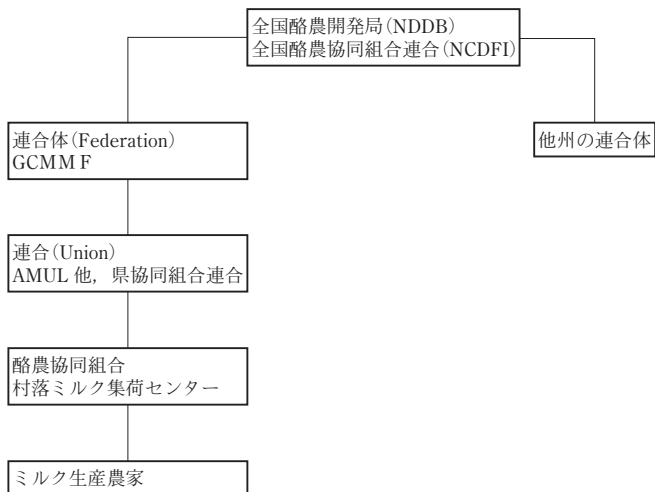 全国酪農開発局(NDDB)
全国酪農協同組合連合(NCDFI)
連合体(Federation)
GCMMF
他州の連合体
連合(Union)
AMUL 他，県協同組合連合
酪農協同組合
村落ミルク集荷センター
ミルク生産農家